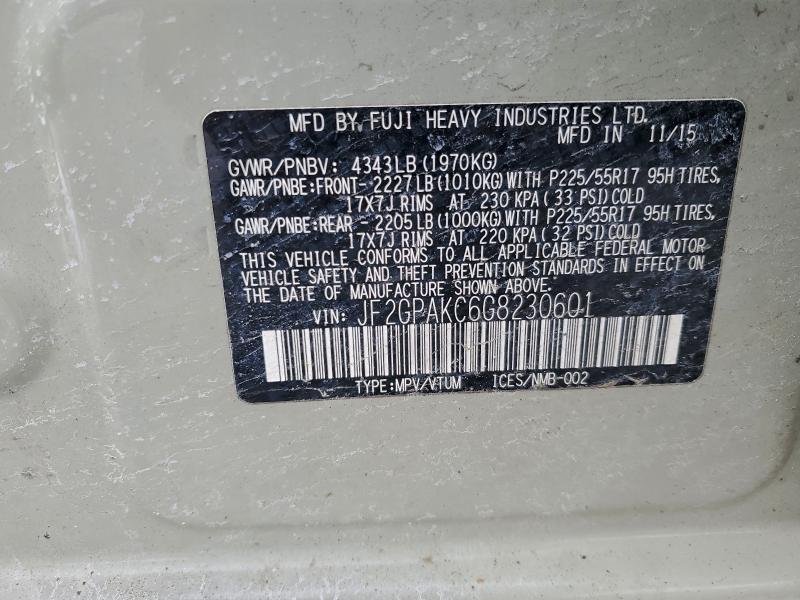 MFD BY FUJI HEAVY INDUSTRIES LTD.
MFD IN 11/15
GVWR/PNBV: 4343LB(1970KG)
GAWR/PNBE:FRONT- 2227LB(1010KG)WITH P225/55R17 95H TIRES,
17X7J RIMS AT 230 KPA(33 PSI)COLD
GAWR/PNBE:REAR - 2205LB(1000KG)WITH P225/55R17 95H TIRES,
17X7J RIMS AT 220 KPA(32 PSI)COLD
THIS VEHICLE CONFORMS TO ALL APPLICABLE FEDERAL MOTOR
VEHICLE SAFETY AND THEFT PREVENTION STANDARDS IN EFFECT ON
THE DATE OF MANUFACTURE SHOWN ABOVE.
VIN: JF2GPAKC6G8230601
TYPE:MPV/VTUM ICES/NMB-002